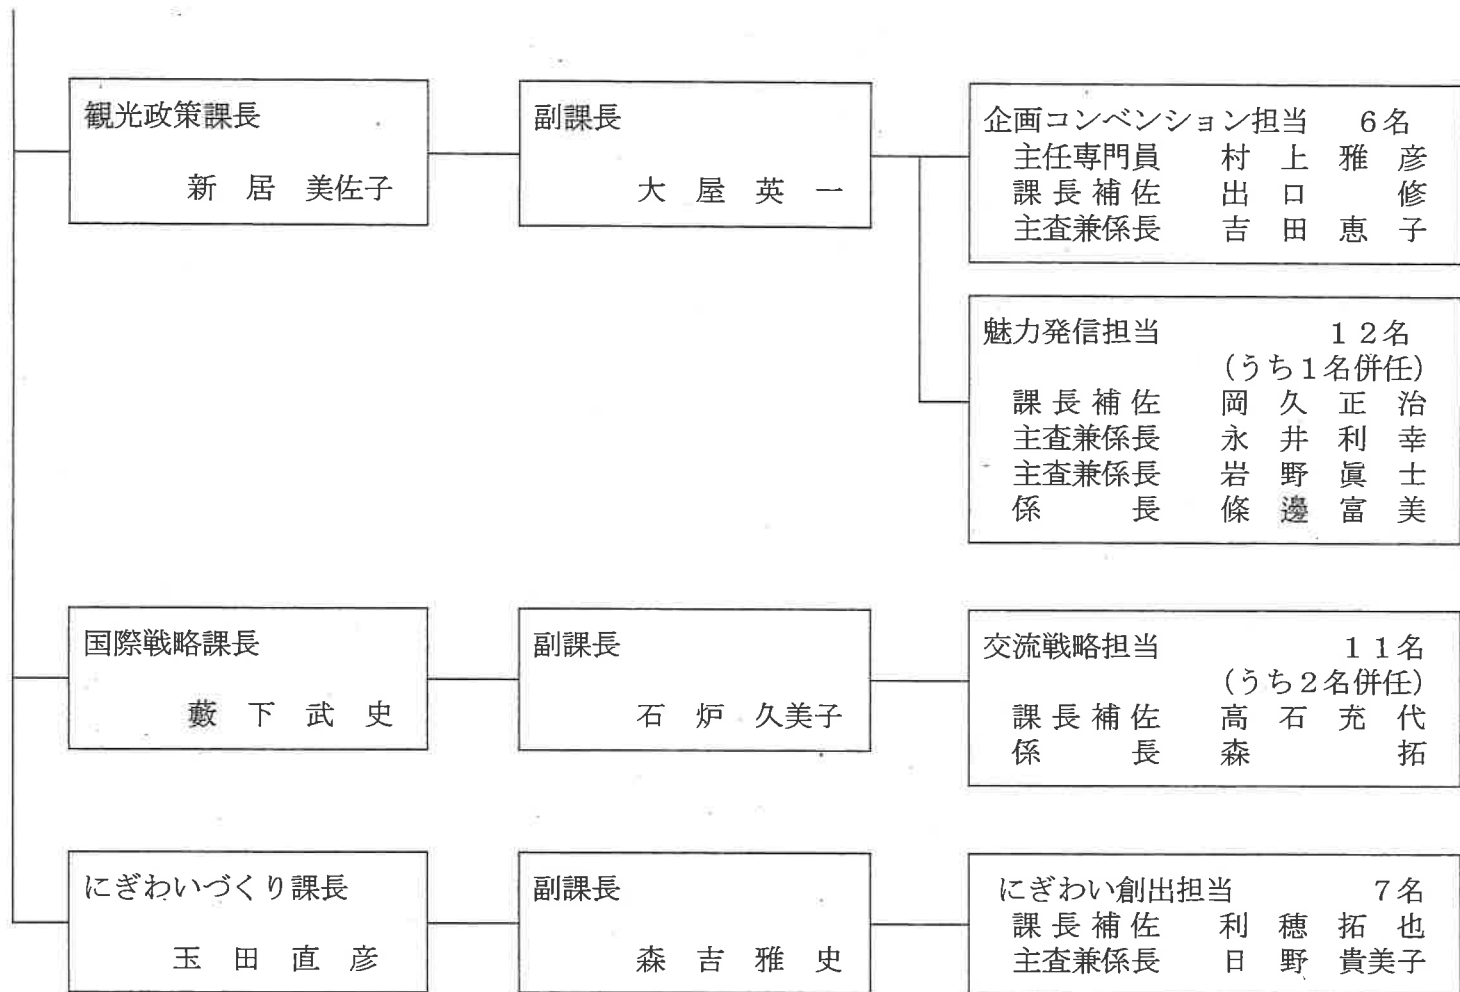 観光政策課長
新居 美佐子
副課長
大屋英一
企画コンベンション担当 6名
主任専門員 村上雅彦
課長補佐 出口 修
主査兼係長 吉田恵子
魅力発信担当 12名
(うち1名併任)
課長補佐 岡久正治
主査兼係長 永井利幸
主査兼係長 岩野眞士
係長 條邊富美
国際戦略課長
藪下武史
副課長
石炉 久美子
交流戦略担当 11名
(うち2名併任)
課長補佐 高石充代
係長 森 拓
にぎわいづくり課長
玉田直彦
副課長
森吉雅史
にぎわい創出担当 7名
課長補佐 利穂拓也
主査兼係長 日野 貴美子